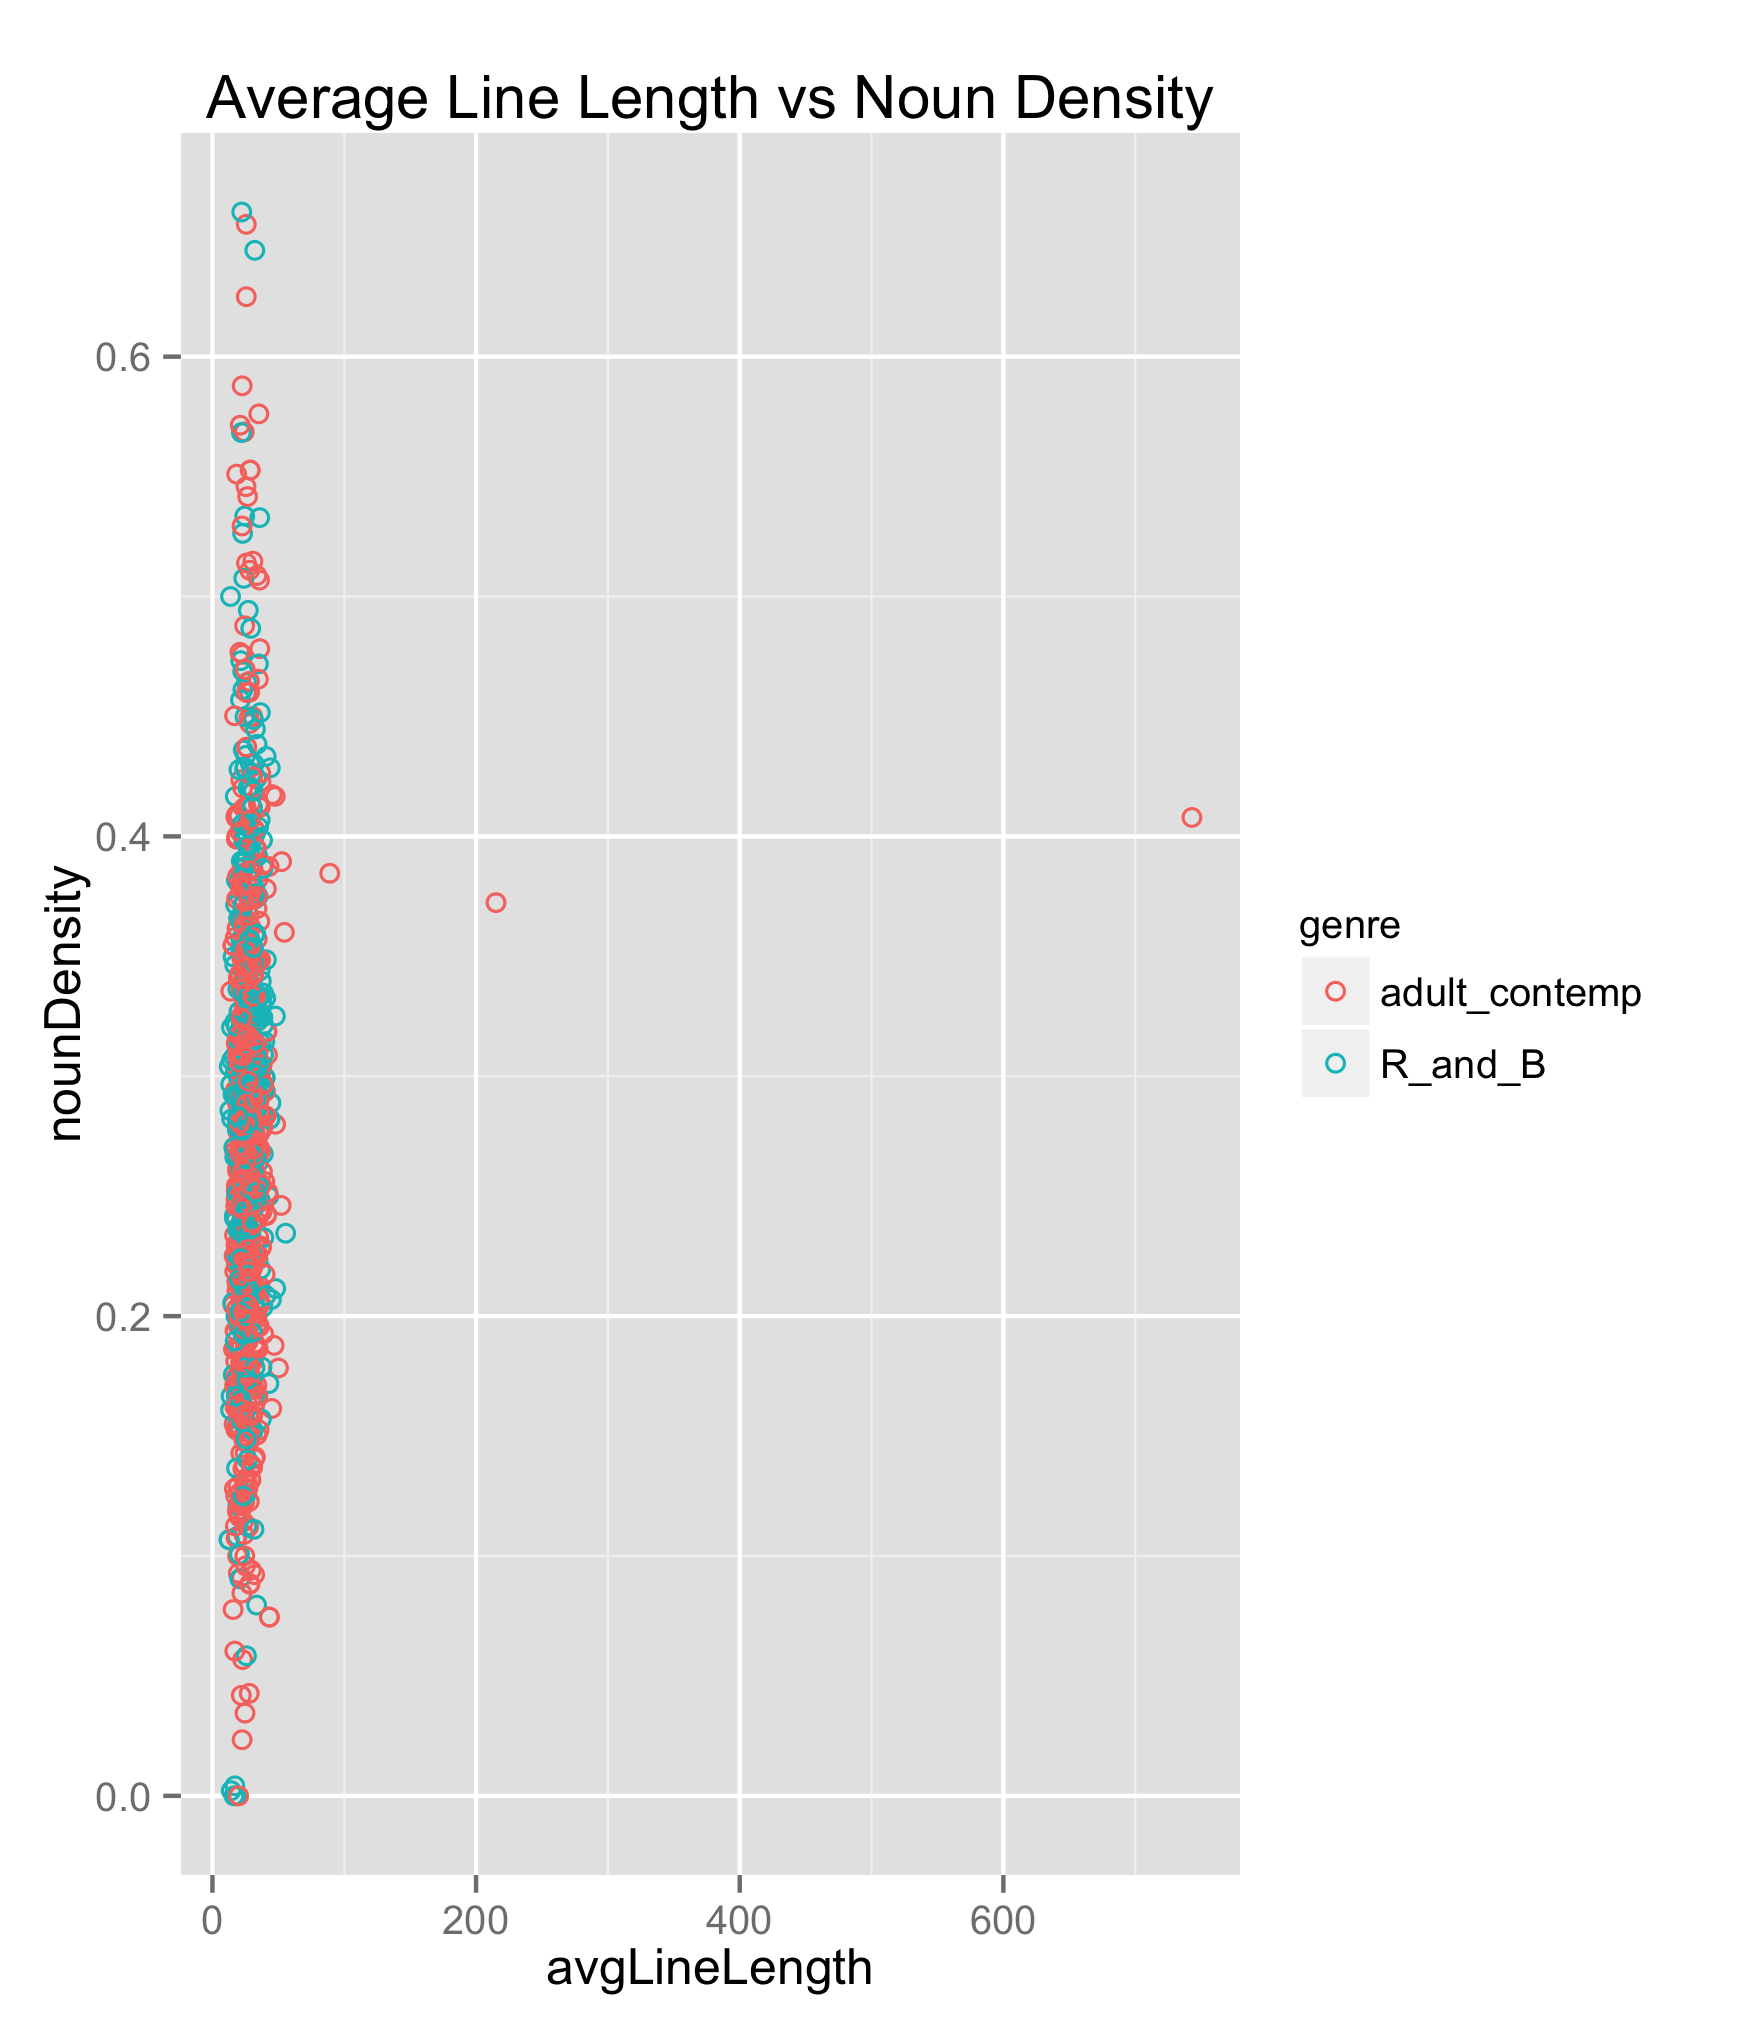 Average Line Length vs Noun Density
0.6
0.4
0.2
0.0
nounDensity
0
200
400
600
avgLineLength
genre
adult_contemp
R_and_B